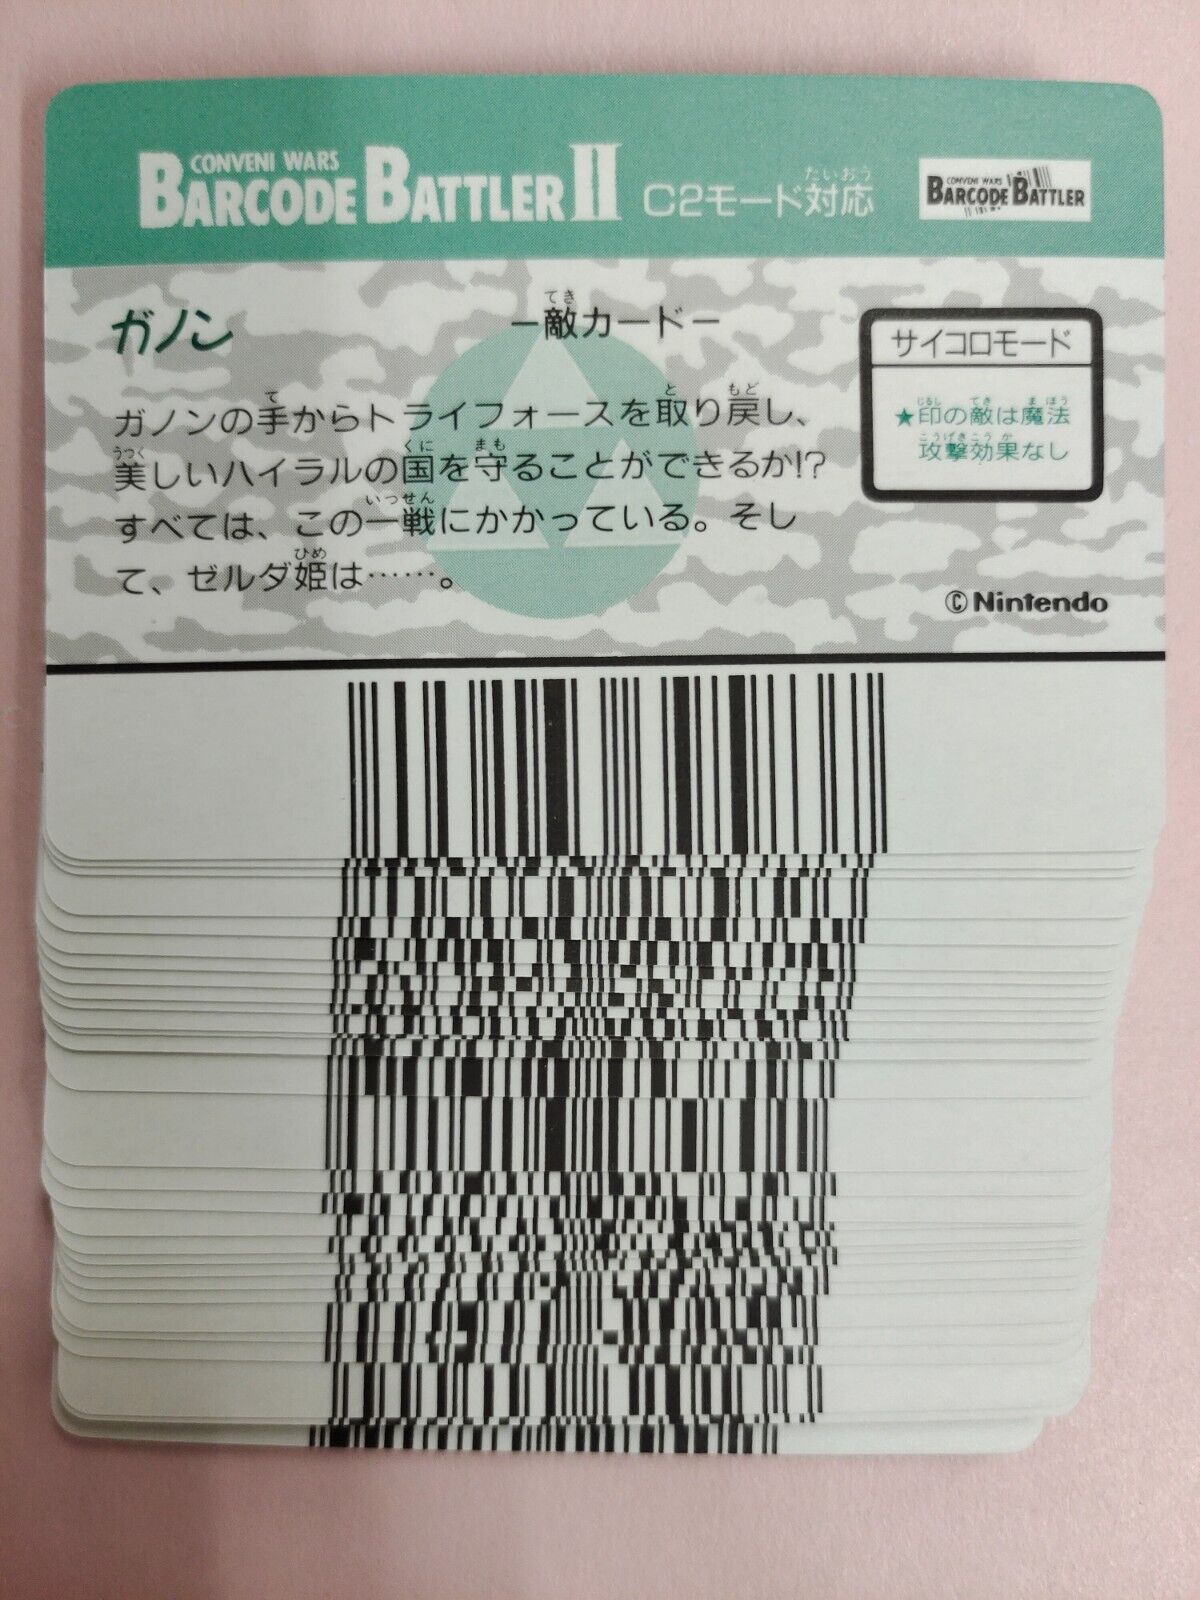 CONVENI WARS
BARCODE BATTLER II C2モード対応
たいおう
CONVENI WARS
BARCODE BATTLER
ガノン
てき
－敵カード－
サイコロモード
て と もど
ガノンの手からトライフォースを取り戻し、
うつく くに まも
美しいハイラルの国を守ることができるか!?
いっせん
すべては、この一戦にかかっている。そし
ひめ
て、ゼルダ姫は……。
しるし てき まほう
★印の敵は魔法
こうげきこうか
攻撃効果なし
©Nintendo